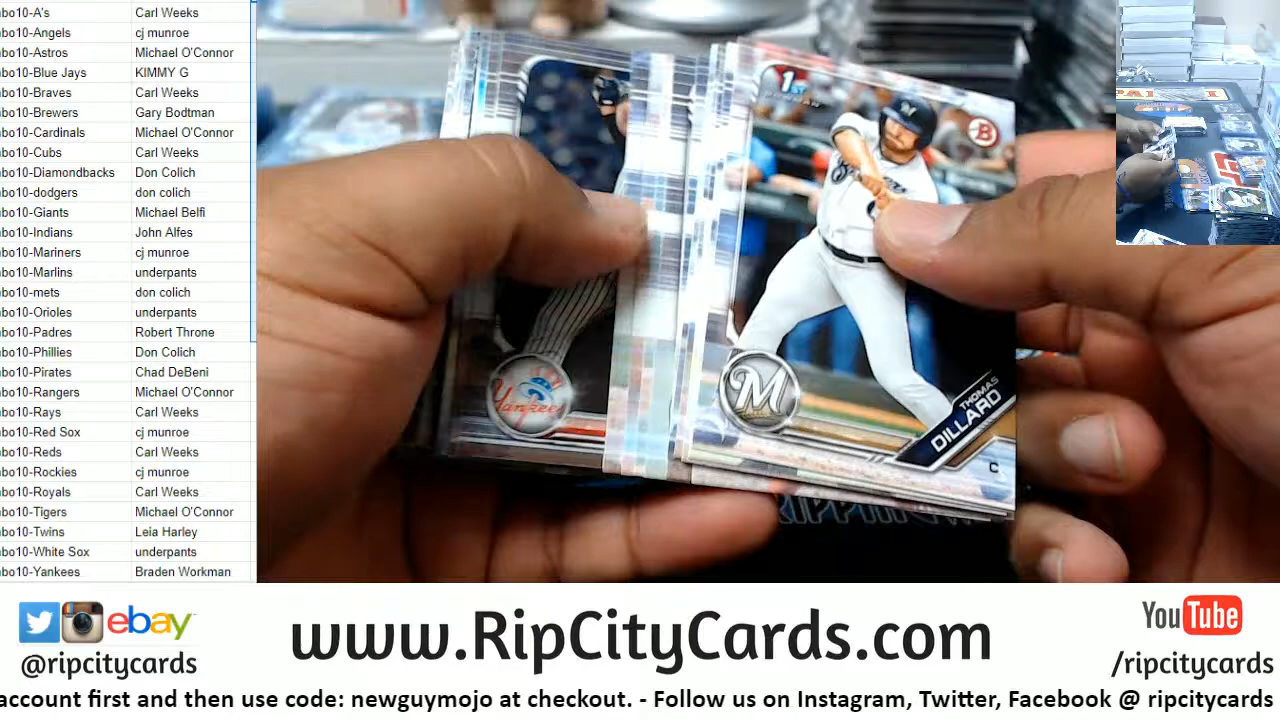 bo10-A's Carl Weeks
bo10-Angels cj munroe
bo10-Astros Michael O'Connor
bo10-Blue Jays KIMMY G
bo10-Braves Carl Weeks
bo10-Brewers Gary Bodtman
bo10-Cardinals Michael O'Connor
bo10-Cubs Carl Weeks
bo10-Diamondbacks Don Colich
bo10-dodgers don colich
bo10-Giants Michael Belfi
bo10-Indians John Alfes
bo10-Mariners cj munroe
bo10-Marlins underpants
bo10-mets don colich
bo10-Orioles underpants
bo10-Padres Robert Throne
bo10-Phillies Don Colich
bo10-Pirates Chad DeBeni
bo10-Rangers Michael O'Connor
bo10-Rays Carl Weeks
bo10-Red Sox cj munroe
bo10-Reds Carl Weeks
bo10-Rockies cj munroe
bo10-Royals Carl Weeks
bo10-Tigers Michael O'Connor
bo10-Twins Leia Harley
bo10-White Sox underpants
bo10-Yankees Braden Workman
1ST
B
Yankees
M
THOMAS
DILLARD
C
ebay
@ripcitycards
www.RipCityCards.com
YouTube
/ripcitycards
account first and then use code: newguymojo at checkout. - Follow us on Instagram, Twitter, Facebook @ ripcitycards